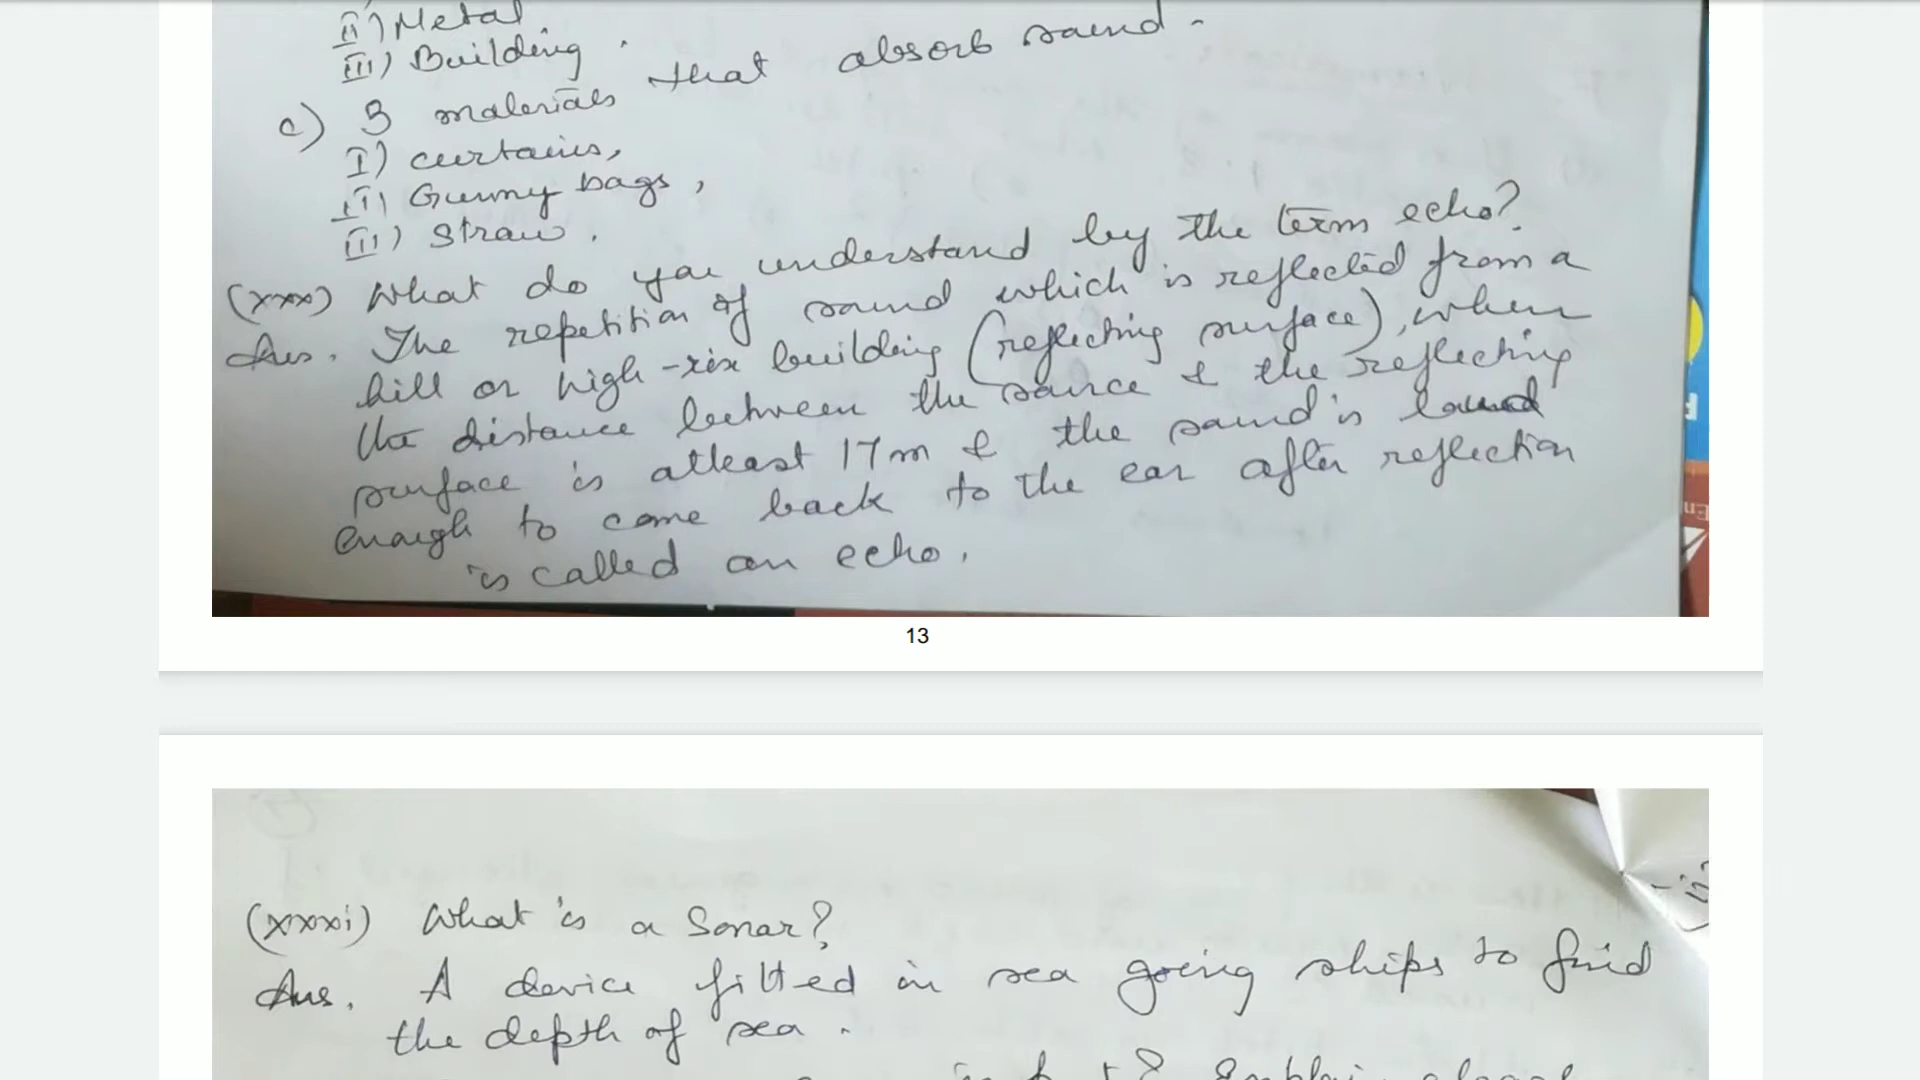 II) Metal
III) Building.
c) 3 materials that absorb sound.
I) curtains,
II) Gunny bags,
III) Straw.
(xxx) What do you understand by the term echo?
Ans. The repetition of sound which is reflected from a
hill or high-rise building (reflecting surface), when
the distance between the source & the reflecting
surface is atleast 17m & the sound is loud
enough to come back to the ear after reflection
is called an echo.
13
(xxxi) What is a Sonar?
Ans. A device fitted in sea going ships to find
the depth of sea.